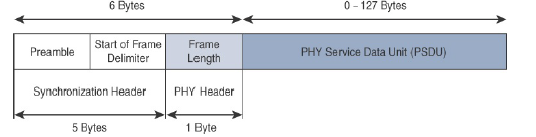 6 Bytes
0 – 127 Bytes
Preamble
Start of Frame
Delimiter
Frame
Length
PHY Service Data Unit (PSDU)
Synchronization Header
PHY Header
5 Bytes
1 Byte